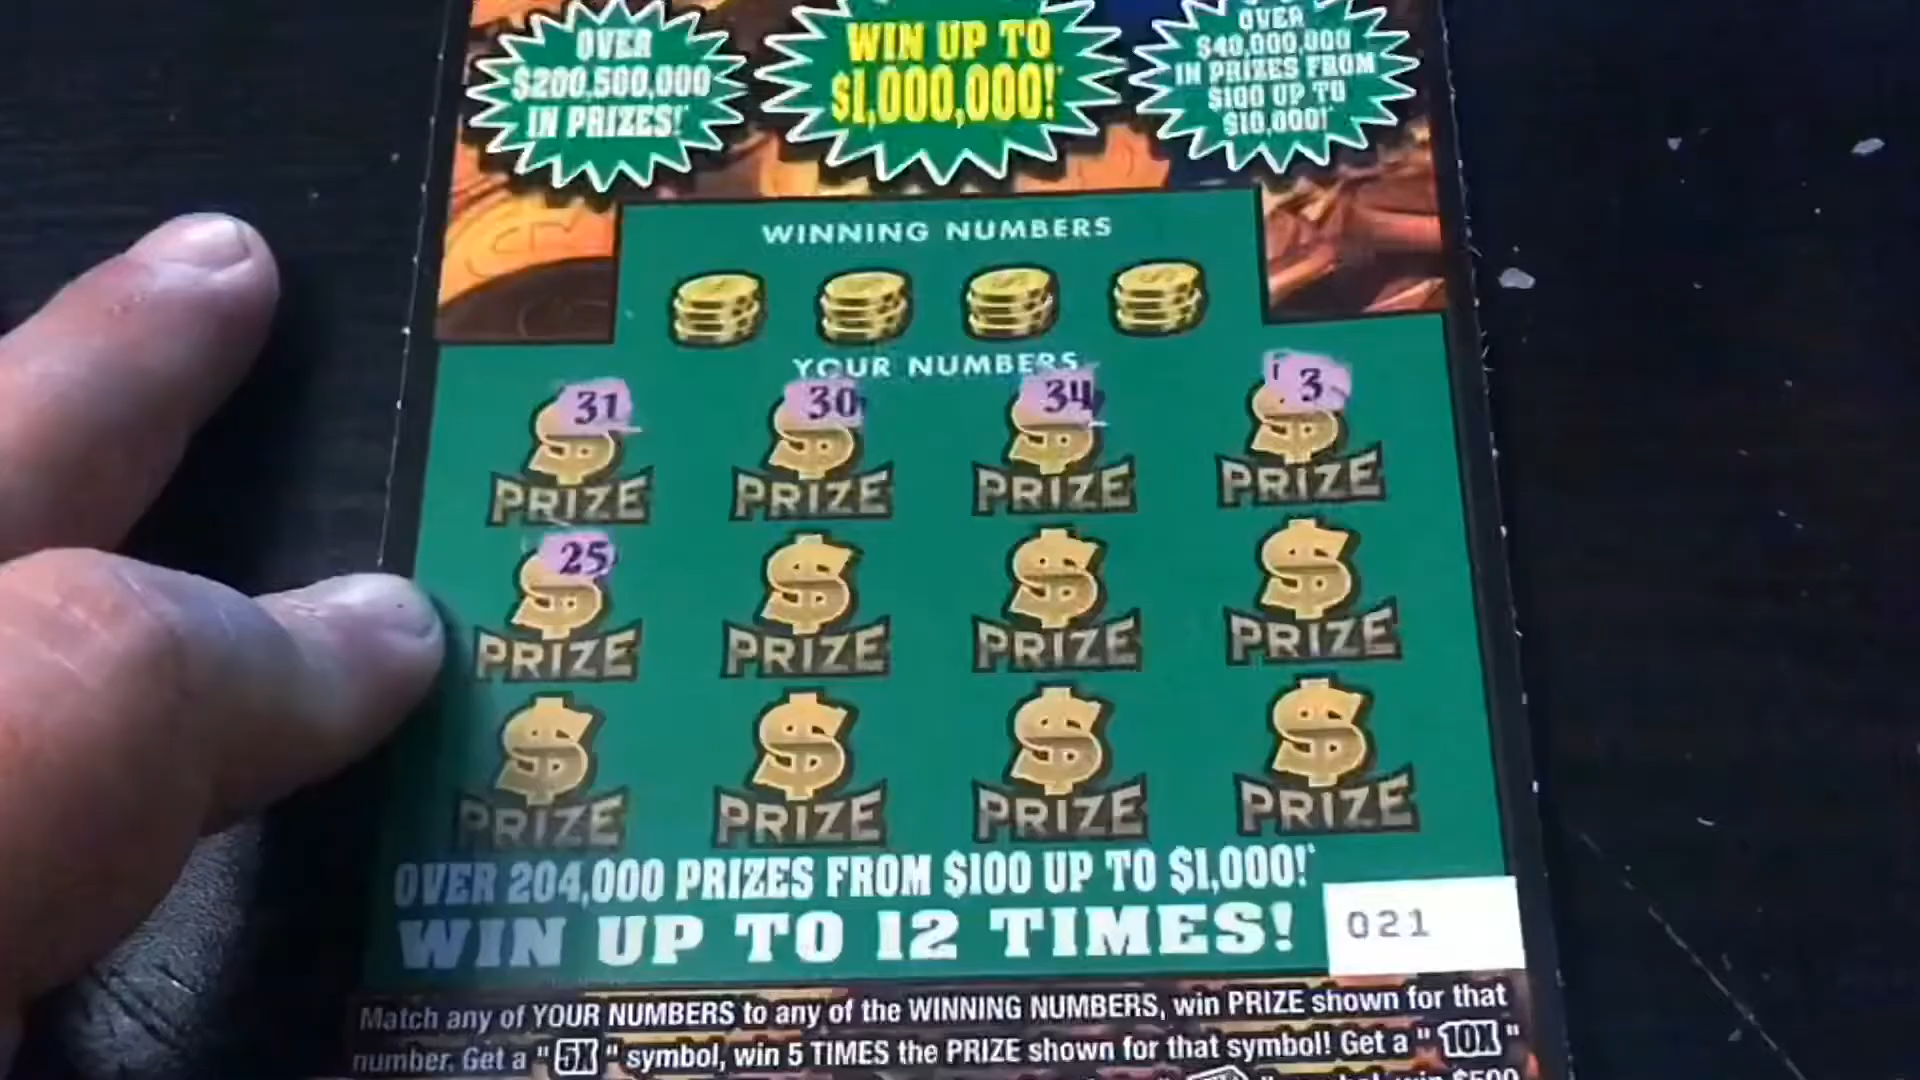 OVER
$200,500,000
IN PRIZES!*
WIN UP TO
$1,000,000!*
OVER
$40,000,000
IN PRIZES FROM
$100 UP TO
$10,000!*
WINNING NUMBERS
YOUR NUMBERS
31 30 34 3
PRIZE PRIZE PRIZE PRIZE
25
PRIZE PRIZE PRIZE PRIZE
PRIZE PRIZE PRIZE PRIZE
OVER 204,000 PRIZES FROM $100 UP TO $1,000!*
WIN UP TO 12 TIMES!
021
Match any of YOUR NUMBERS to any of the WINNING NUMBERS, win PRIZE shown for that
number. Get a "5X" symbol, win 5 TIMES the PRIZE shown for that symbol! Get a "10X"
win $500